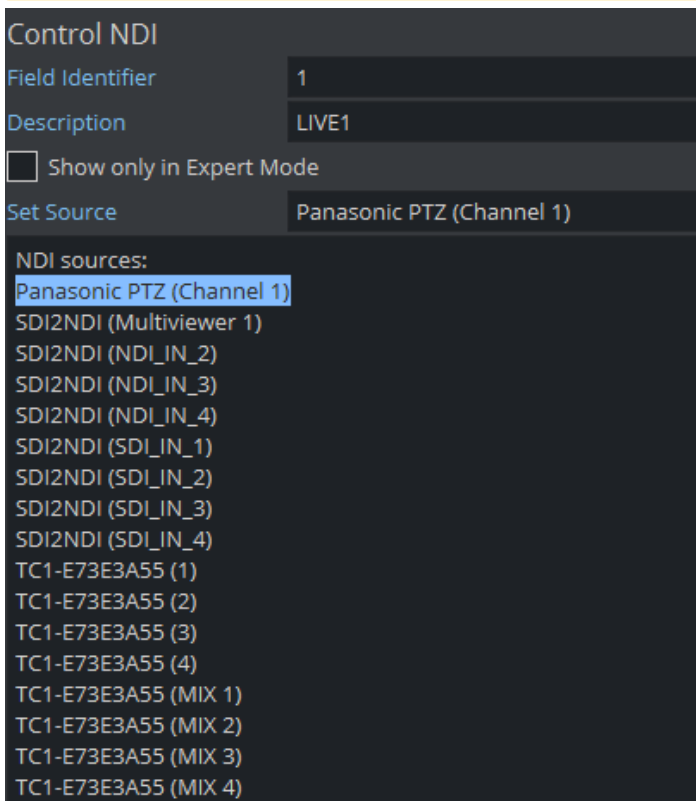 Control NDI
Field Identifier 1
Description LIVE1
Show only in Expert Mode
Set Source Panasonic PTZ (Channel 1)
NDI sources:
Panasonic PTZ (Channel 1)
SDI2NDI (Multiviewer 1)
SDI2NDI (NDI_IN_2)
SDI2NDI (NDI_IN_3)
SDI2NDI (NDI_IN_4)
SDI2NDI (SDI_IN_1)
SDI2NDI (SDI_IN_2)
SDI2NDI (SDI_IN_3)
SDI2NDI (SDI_IN_4)
TC1-E73E3A55 (1)
TC1-E73E3A55 (2)
TC1-E73E3A55 (3)
TC1-E73E3A55 (4)
TC1-E73E3A55 (MIX 1)
TC1-E73E3A55 (MIX 2)
TC1-E73E3A55 (MIX 3)
TC1-E73E3A55 (MIX 4)